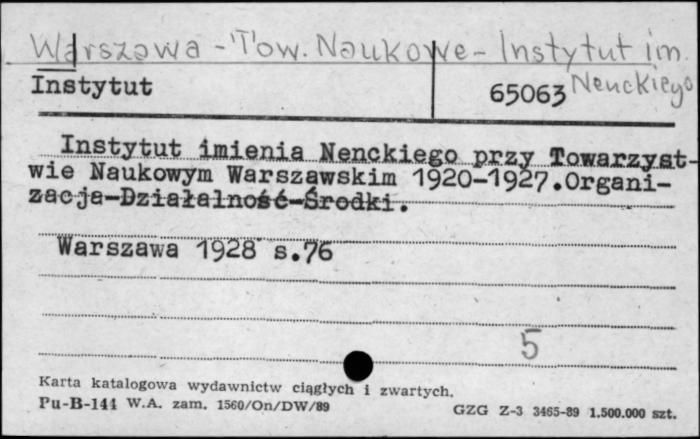 Warszawa - Tow. Naukowe - Instytut im. Nenckiego
Instytut
65063
Instytut imienia Nenckiego przy Towarzyst-
wie Naukowym Warszawskim 1920-1927.Organi-
zacja-Działalność-Środki.
Warszawa 1928 s.76
5
Karta katalogowa wydawnictw ciągłych i zwartych.
Pu-B-144 W.A. zam. 1560/On/DW/89
GZG Z-3 3465-89 1.500.000 szt.